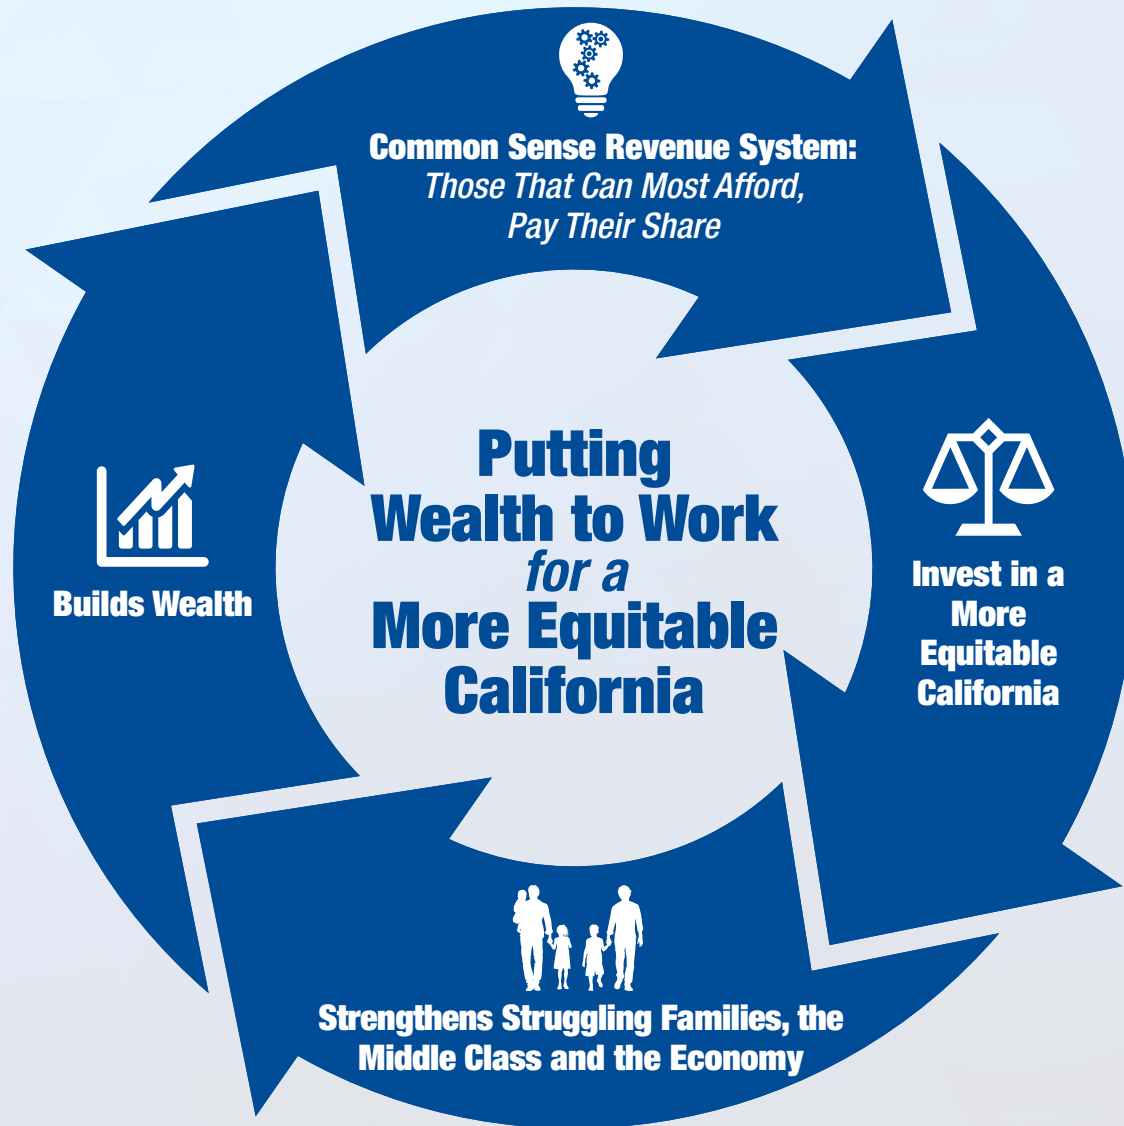 Common Sense Revenue System:
Those That Can Most Afford,
Pay Their Share
Invest in a
More
Equitable
California
Strengthens Struggling Families, the
Middle Class and the Economy
Builds Wealth
Putting
Wealth to Work
for a
More Equitable
California